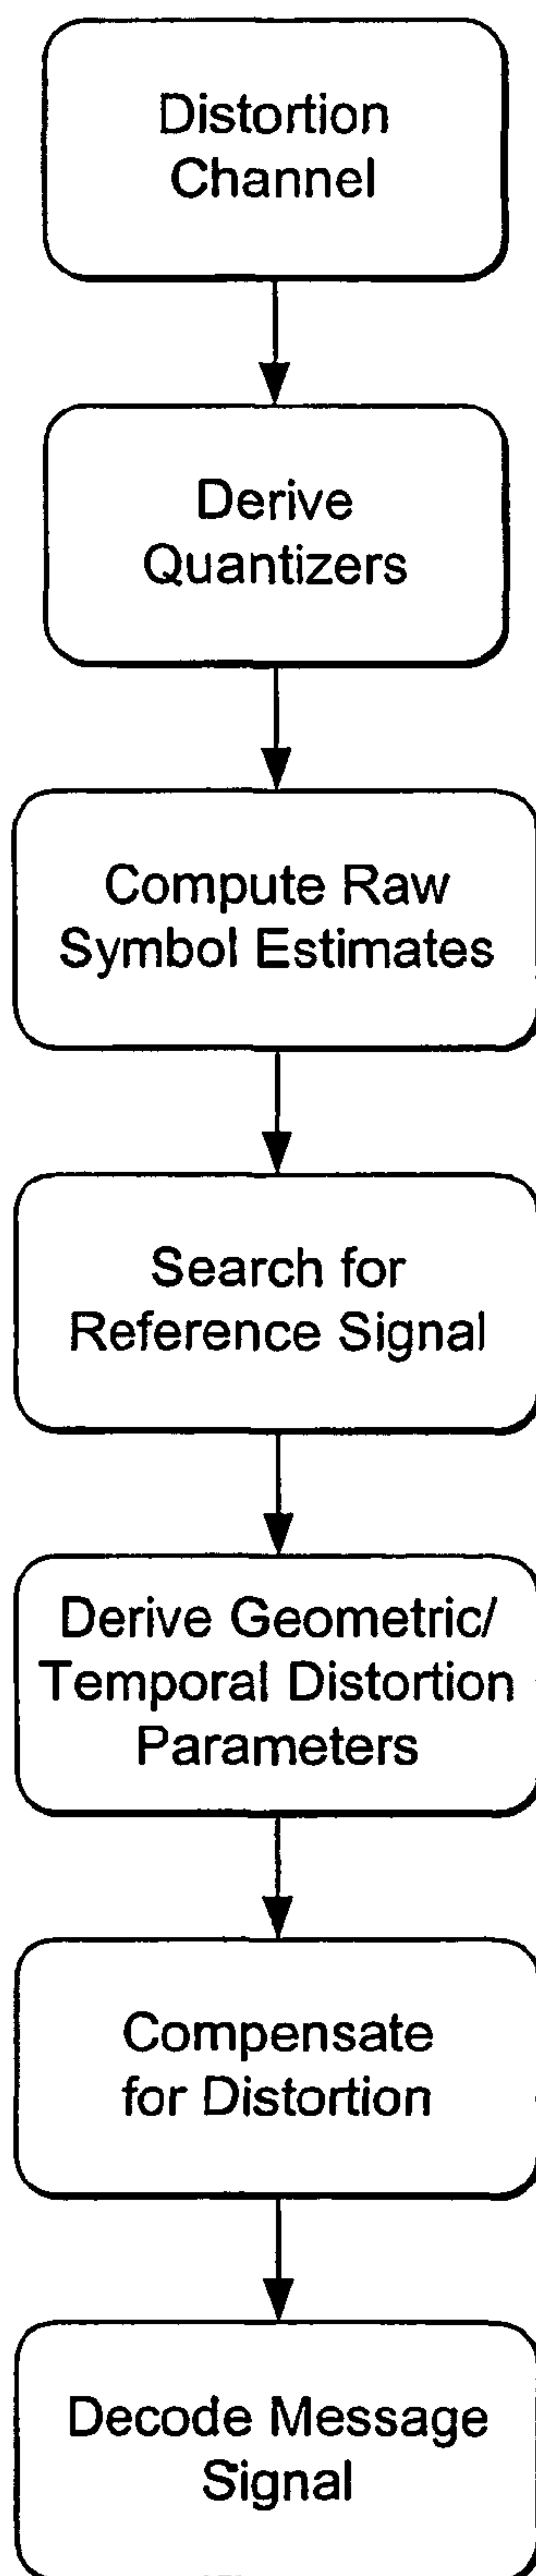 Distortion
Channel
Derive
Quantizers
Compute Raw
Symbol Estimates
Search for
Reference Signal
Derive Geometric/
Temporal Distortion
Parameters
Compensate
for Distortion
Decode Message
Signal